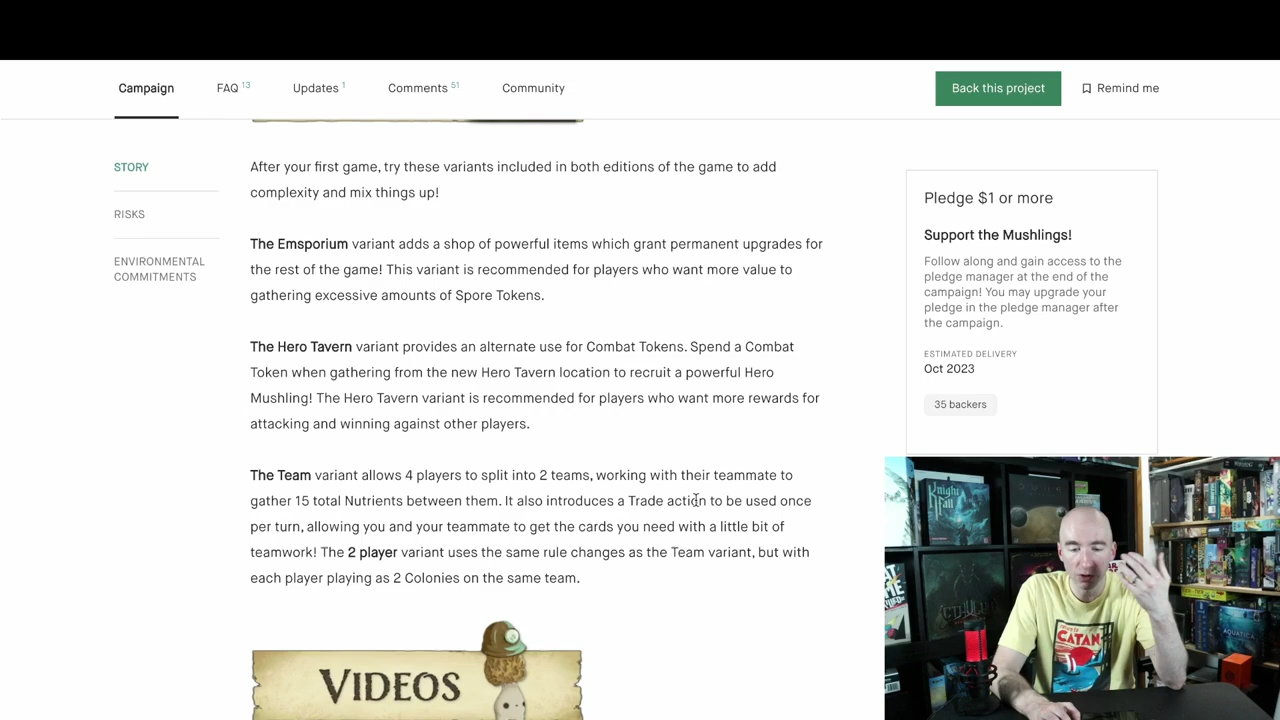 Campaign
FAQ 13
Updates 1
Comments 51
Community
Back this project
Remind me
STORY
RISKS
ENVIRONMENTAL
COMMITMENTS
After your first game, try these variants included in both editions of the game to add
complexity and mix things up!
The Emsporium variant adds a shop of powerful items which grant permanent upgrades for
the rest of the game! This variant is recommended for players who want more value to
gathering excessive amounts of Spore Tokens.
The Hero Tavern variant provides an alternate use for Combat Tokens. Spend a Combat
Token when gathering from the new Hero Tavern location to recruit a powerful Hero
Mushling! The Hero Tavern variant is recommended for players who want more rewards for
attacking and winning against other players.
The Team variant allows 4 players to split into 2 teams, working with their teammate to
gather 15 total Nutrients between them. It also introduces a Trade action to be used once
per turn, allowing you and your teammate to get the cards you need with a little bit of
teamwork! The 2 player variant uses the same rule changes as the Team variant, but with
each player playing as 2 Colonies on the same team.
VIDEOS
Pledge $1 or more
Support the Mushlings!
Follow along and gain access to the
pledge manager at the end of the
campaign! You may upgrade your
pledge in the pledge manager after
the campaign.
ESTIMATED DELIVERY
Oct 2023
35 backers
Knight
Fall
CATAN
AQUATICA